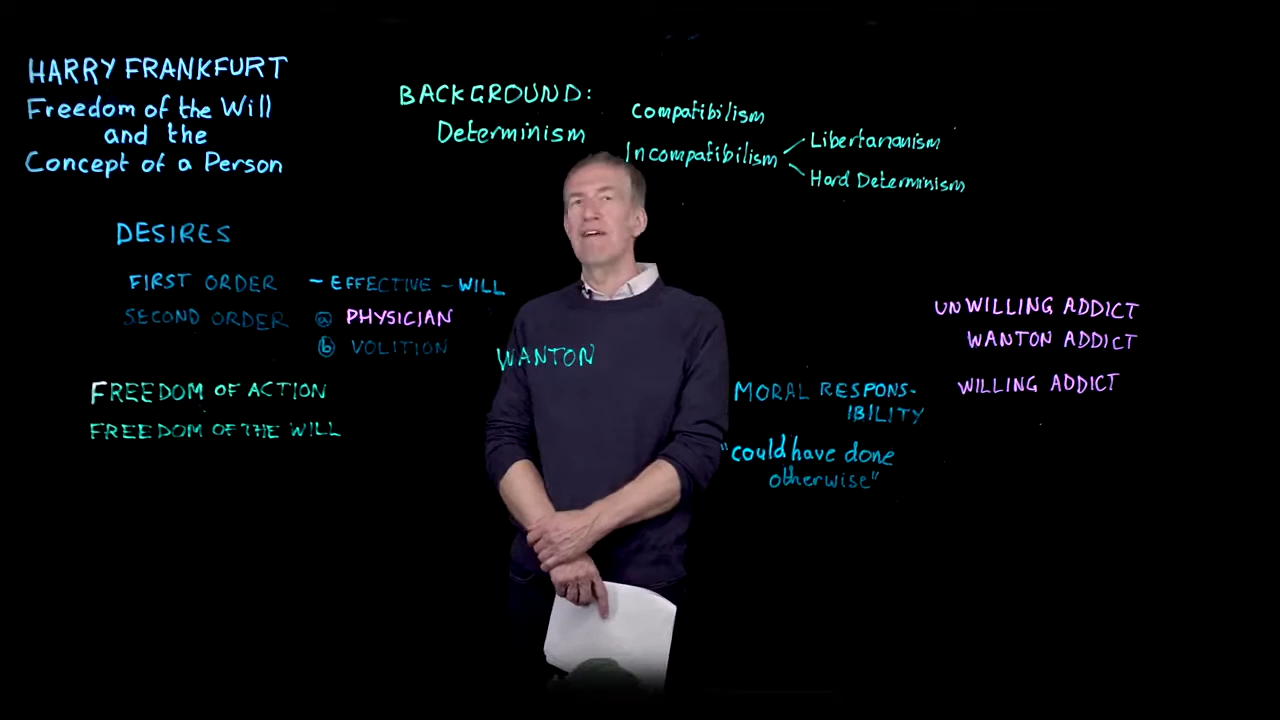 HARRY FRANKFURT
Freedom of the Will
and the
Concept of a Person
BACKGROUND:
Determinism
Compatibilism
Incompatibilism
Libertarianism
Hard Determinism
DESIRES
FIRST ORDER - EFFECTIVE - WILL
SECOND ORDER ⓐ PHYSICIAN
ⓑ VOLITION
WANTON
FREEDOM OF ACTION
FREEDOM OF THE WILL
MORAL RESPONS-
IBILITY
"could have done
otherwise"
UNWILLING ADDICT
WANTON ADDICT
WILLING ADDICT